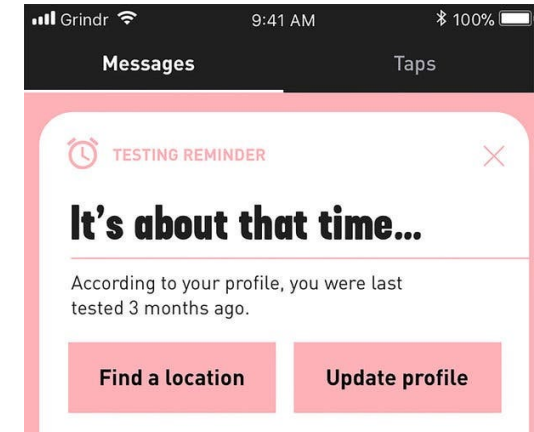 Grindr 9:41 AM 100%
Messages Taps
TESTING REMINDER
It's about that time...
According to your profile, you were last
tested 3 months ago.
Find a location Update profile